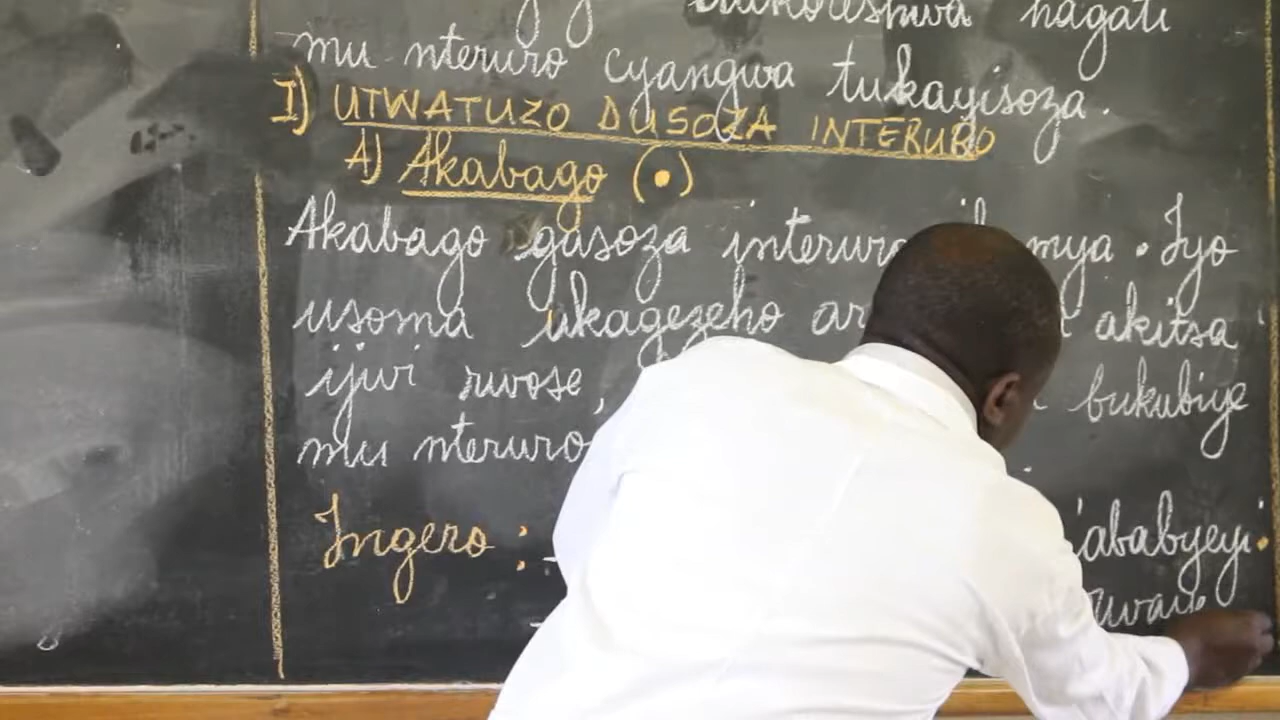 hagati
mu nteruro cyangwa tukayisoza.
I) UTWATUZO DUSOZA INTERURO
A) Akabago (.)
Akabago gasoza interuro mya. Iyo
usoma ukagezeho akitsa
ijwi rwose, bukubiye
mu nteruro
Ingero :
- 'ababyeyi.
-